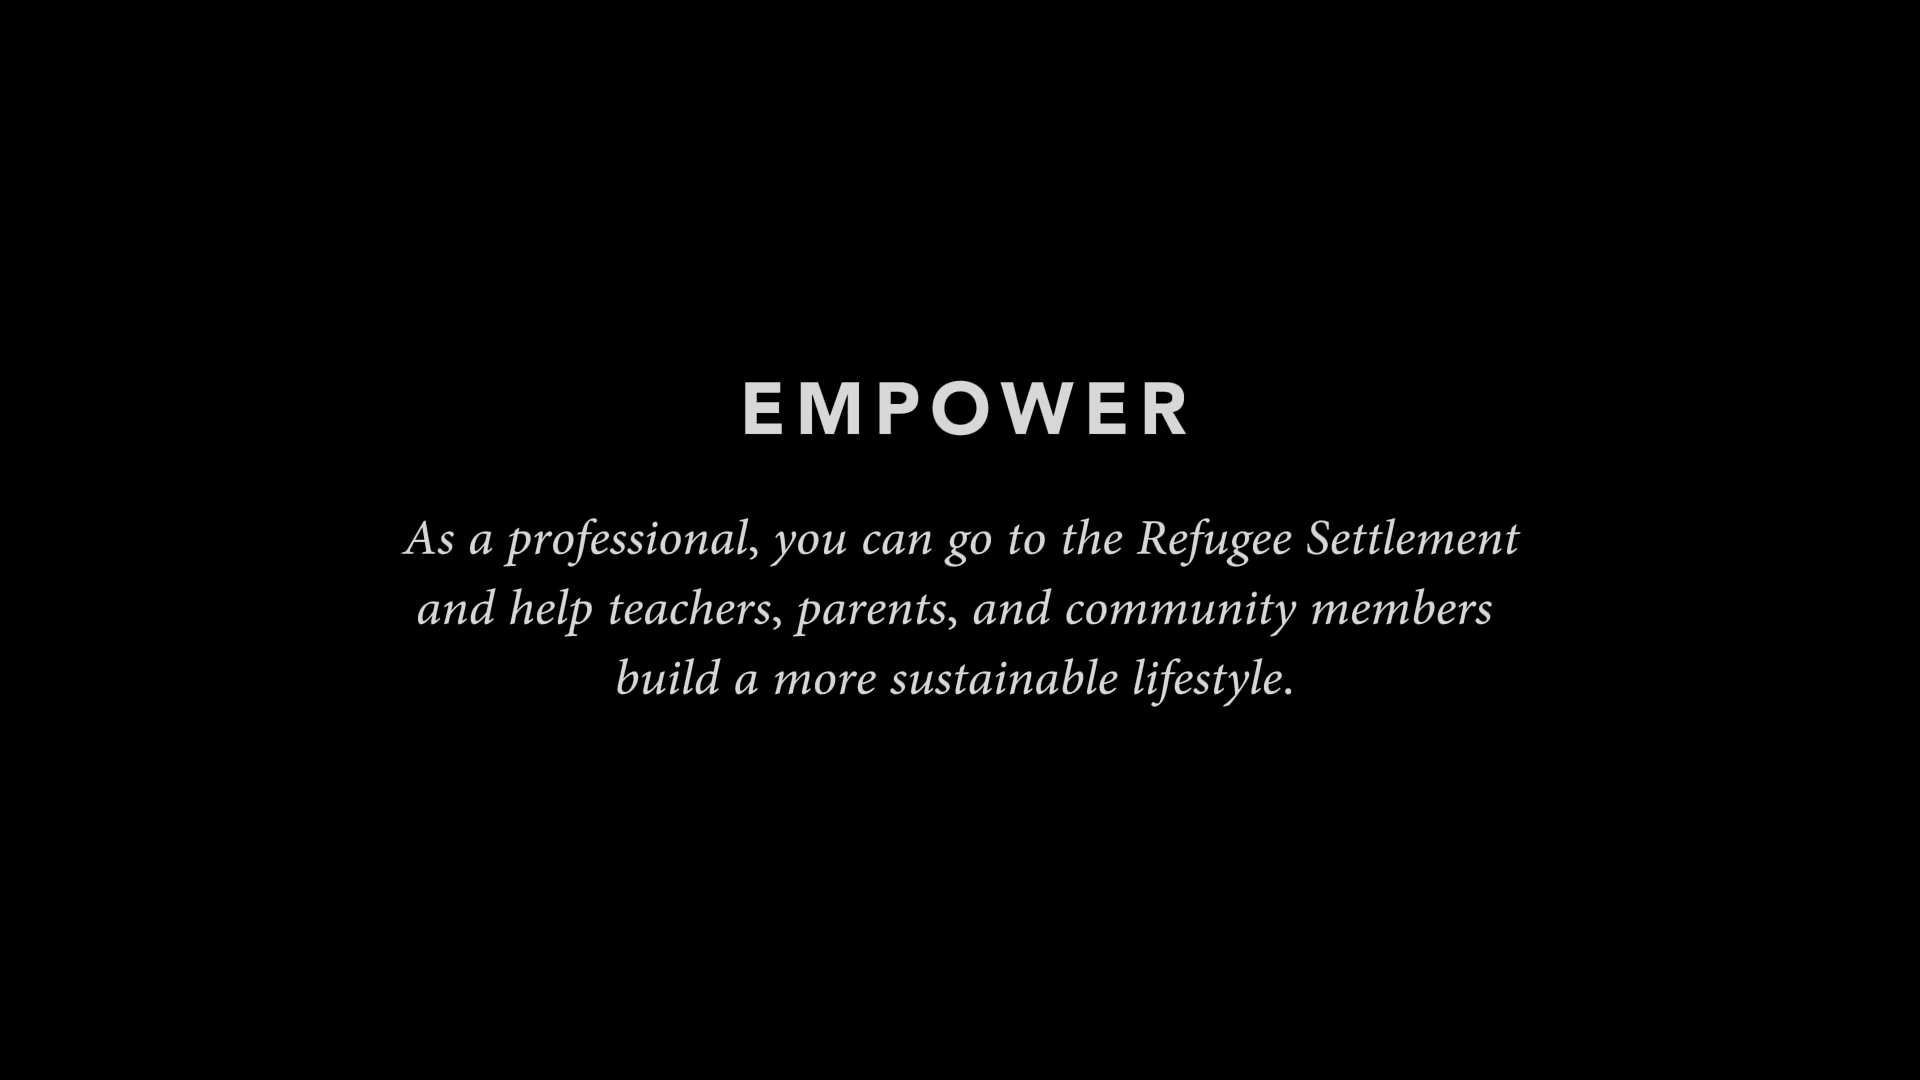 EMPOWER
As a professional, you can go to the Refugee Settlement
and help teachers, parents, and community members
build a more sustainable lifestyle.